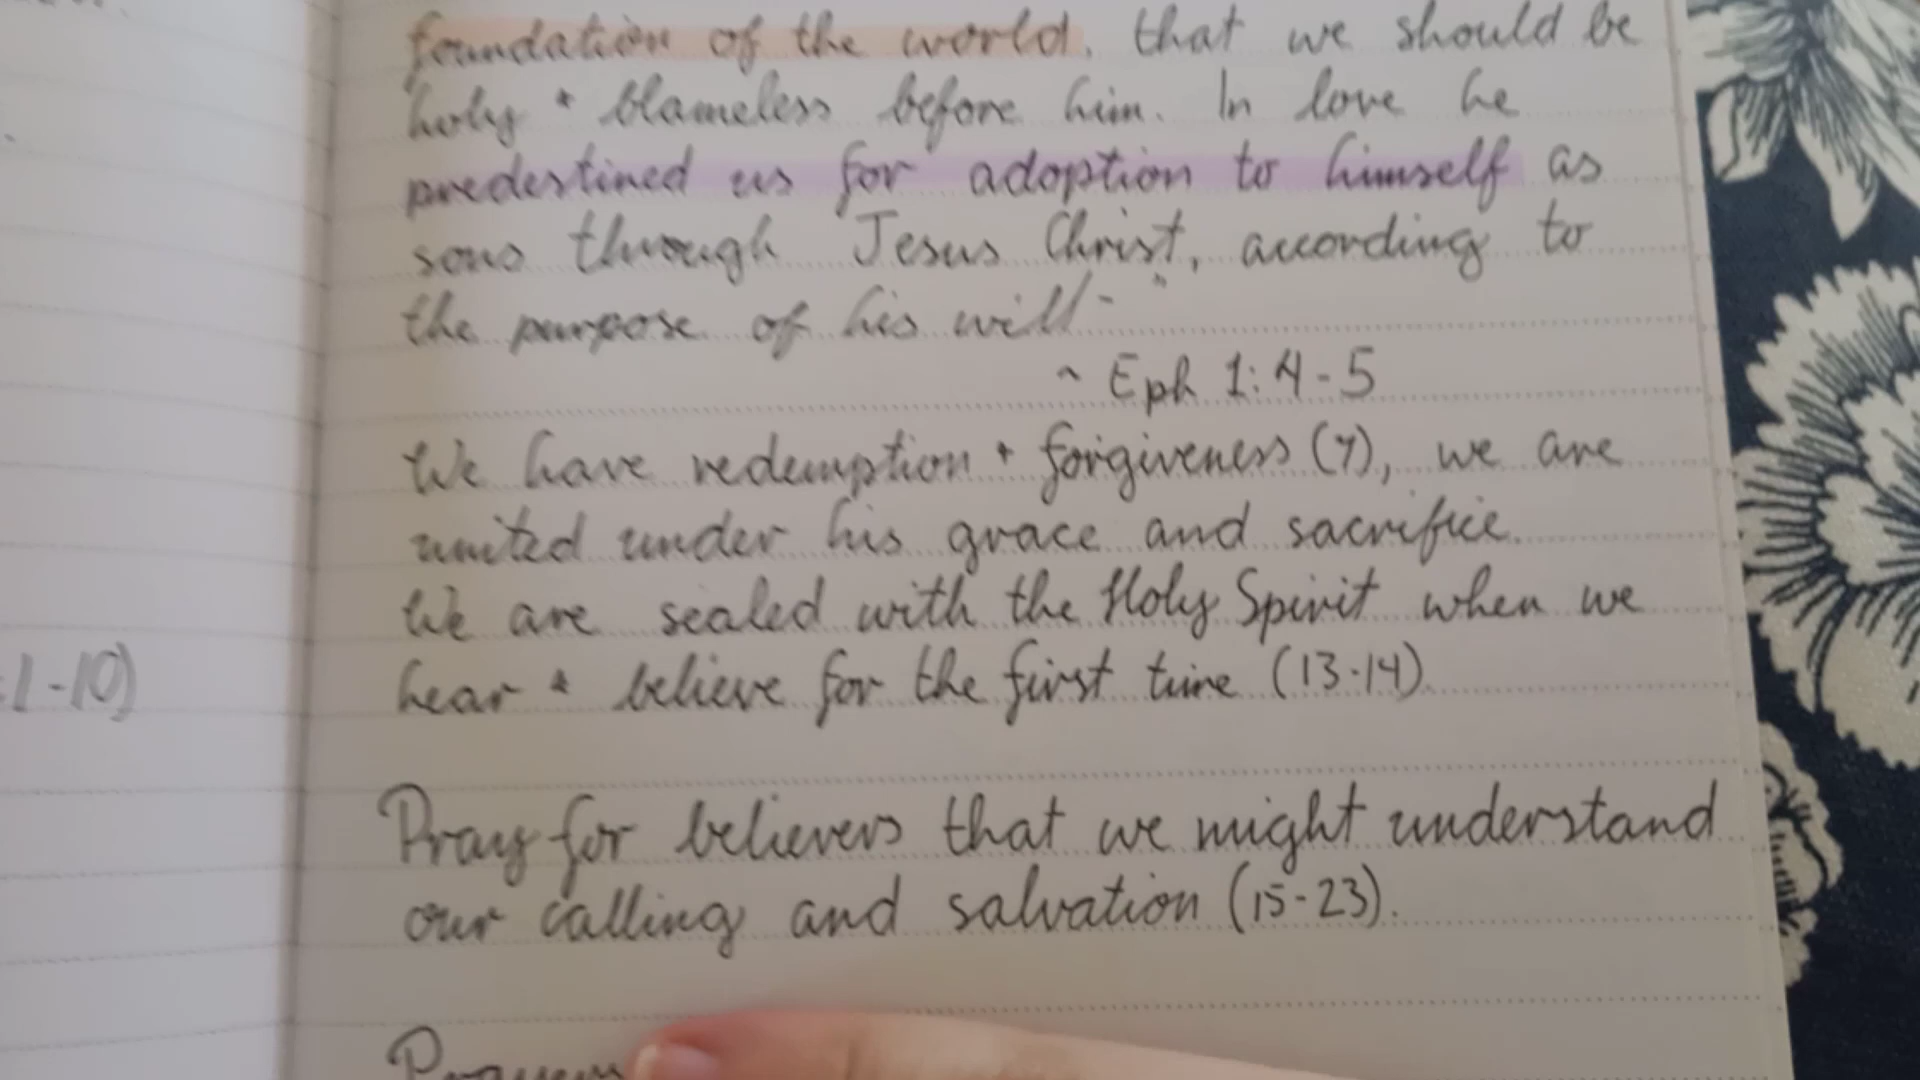 foundation of the world, that we should be
holy + blameless before him. In love he
predestined us for adoption to himself as
sons through Jesus Christ, according to
the purpose of his will- "
~ Eph 1:4-5
We have redemption + forgiveness (7), we are
united under his grace and sacrifice.
We are sealed with the Holy Spirit when we
:1-10)
hear + believe for the first time (13-14).
Pray for believers that we might understand
our calling and salvation (15-23).